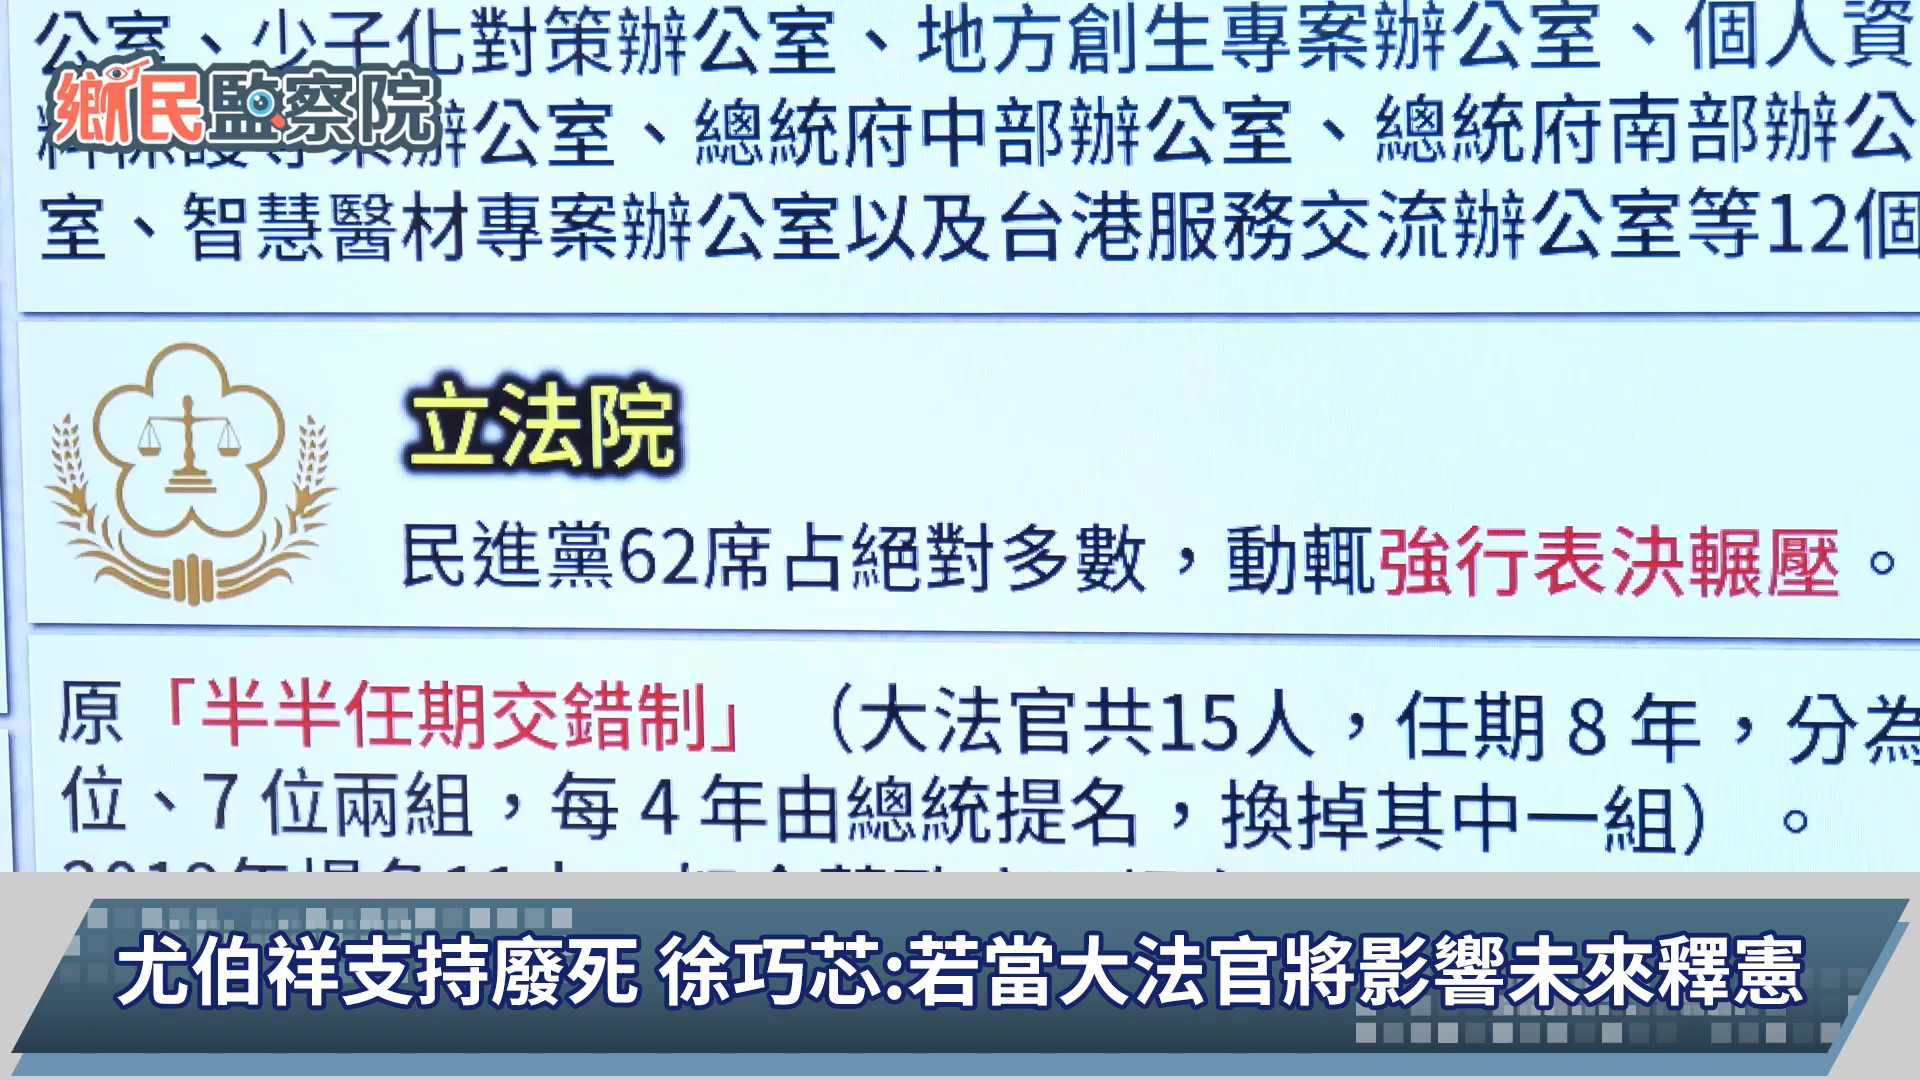 公室、少子化對策辦公室、地方創生專案辦公室、個人資
鄉民監察院
辦公室、總統府中部辦公室、總統府南部辦公
室、智慧醫材專案辦公室以及台港服務交流辦公室等12個
立法院
民進黨62席占絕對多數，動輒強行表決輾壓。
原「半半任期交錯制」（大法官共15人，任期8年，分為
位、7位兩組，每4年由總統提名，換掉其中一組）。
尤伯祥支持廢死 徐巧芯:若當大法官將影響未來釋憲